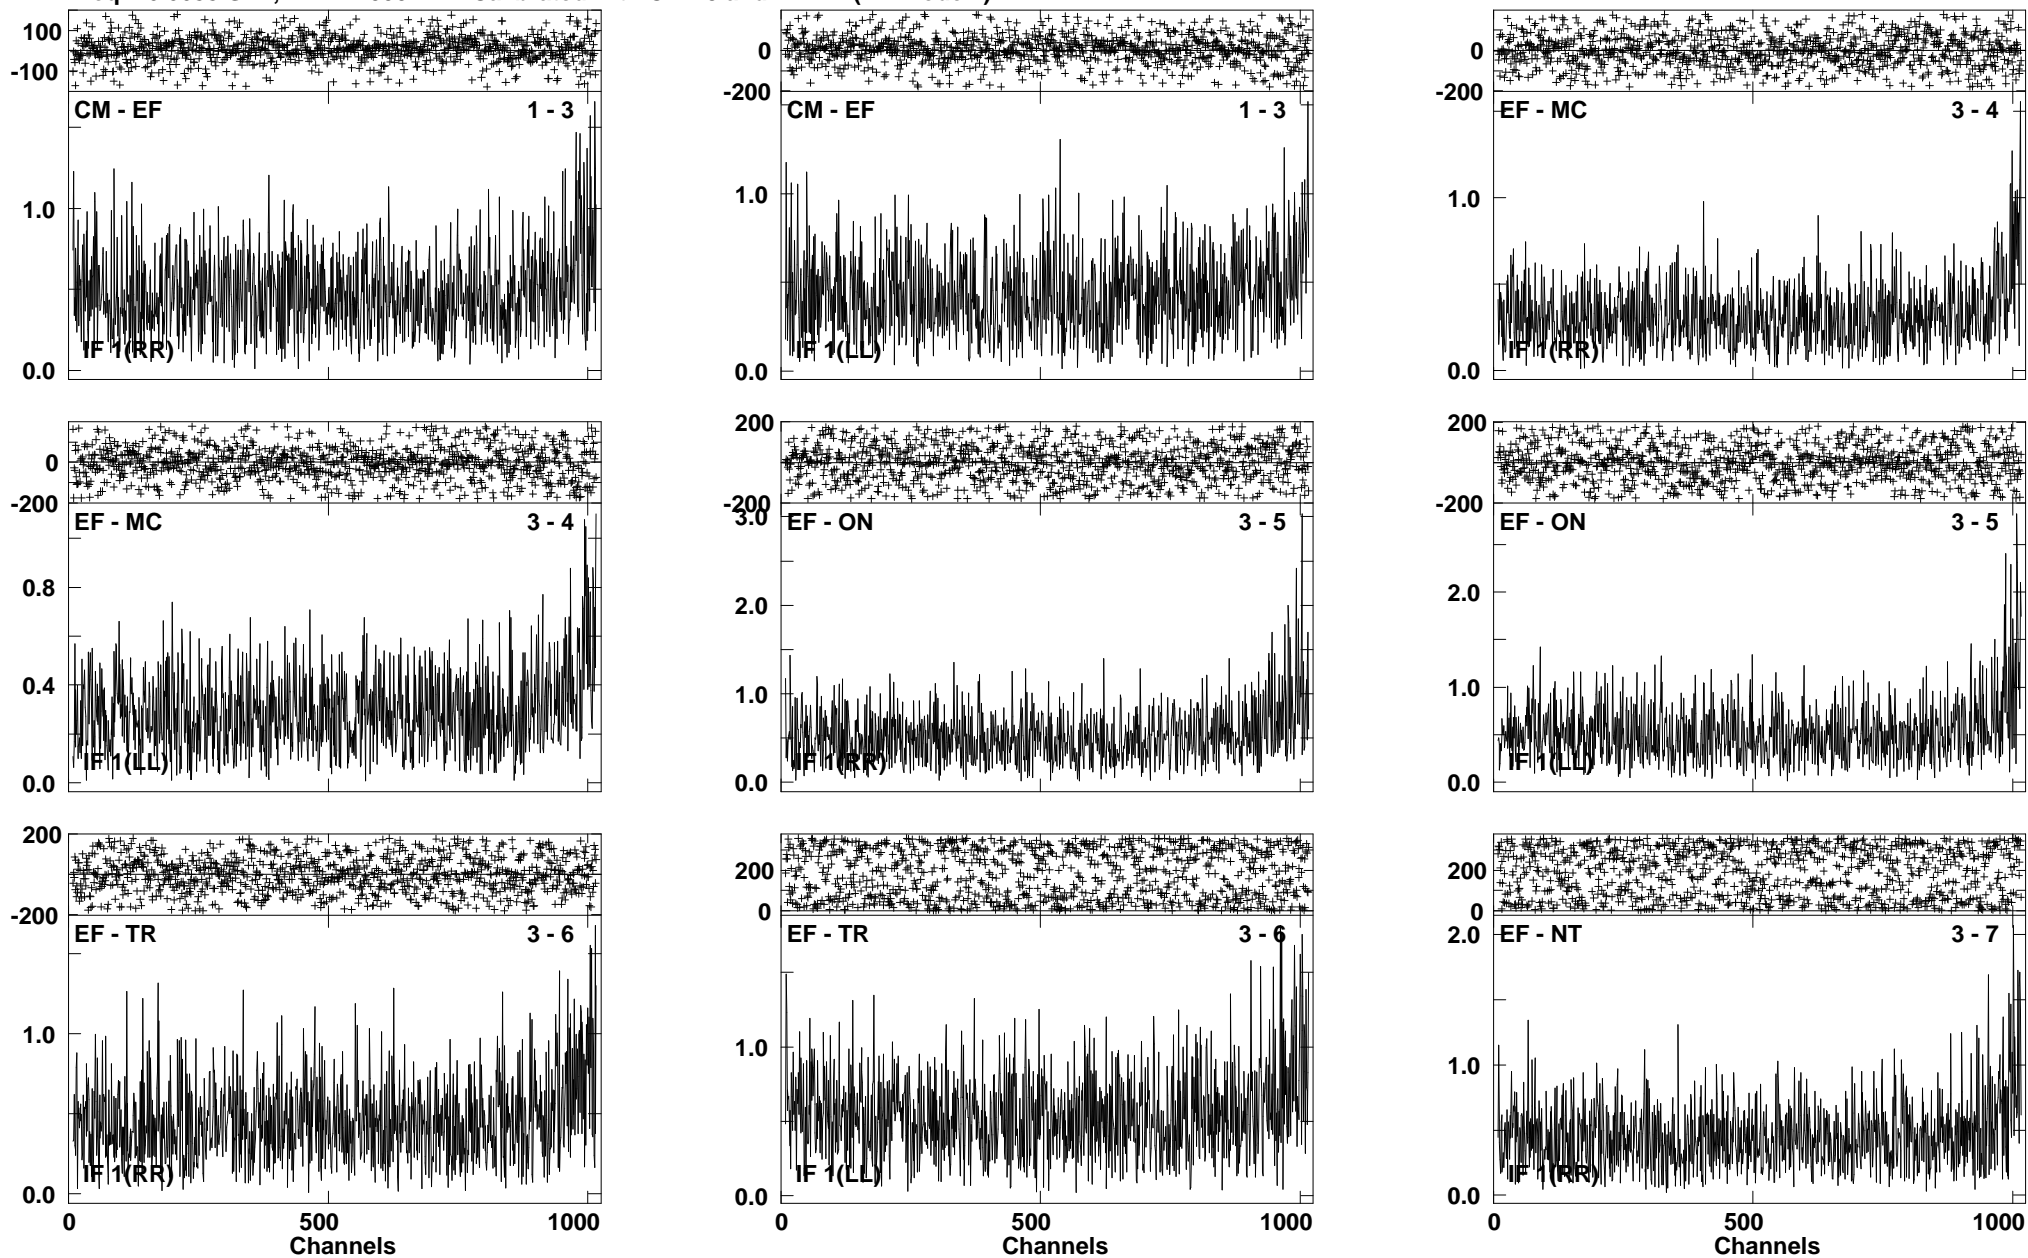 100
-100
CM - EF 1 - 3
1.0
IF 1(RR)
0.0
0
-200
CM - EF 1 - 3
1.0
IF 1(LL)
0.0
0
-200
EF - MC 3 - 4
1.0
IF 1(RR)
0.0
0
-200
EF - MC 3 - 4
0.8
0.4
IF 1(LL)
0.0
200
-200
3.0
EF - ON 3 - 5
2.0
1.0
IF 1(RR)
0.0
200
-200
EF - ON 3 - 5
2.0
1.0
IF 1(LL)
0.0
200
-200
EF - TR 3 - 6
1.0
IF 1(RR)
0.0
0 500 1000
Channels
200
0
EF - TR 3 - 6
1.0
IF 1(LL)
0.0
0 500 1000
Channels
200
0
EF - NT 3 - 7
2.0
1.0
IF 1(RR)
0.0
0 500 1000
Channels